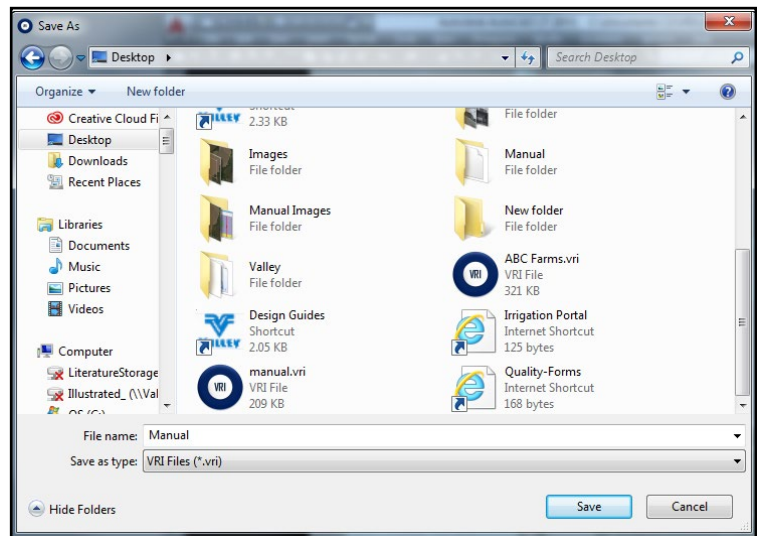 Save As
Desktop
Search Desktop
Organize
New folder
Creative Cloud Fi
Desktop
Downloads
Recent Places
Libraries
Documents
Music
Pictures
Videos
Computer
LiteratureStorage
Illustrated_ (\\Val
OS (C:)
Shortcut
2.33 KB
File folder
Images
File folder
Manual
File folder
Manual Images
File folder
New folder
File folder
Valley
File folder
VRI
ABC Farms.vri
VRI File
321 KB
Design Guides
Shortcut
2.05 KB
Irrigation Portal
Internet Shortcut
125 bytes
VRI
manual.vri
VRI File
209 KB
Quality-Forms
Internet Shortcut
168 bytes
File name: Manual
Save as type: VRI Files (*.vri)
Hide Folders
Save
Cancel